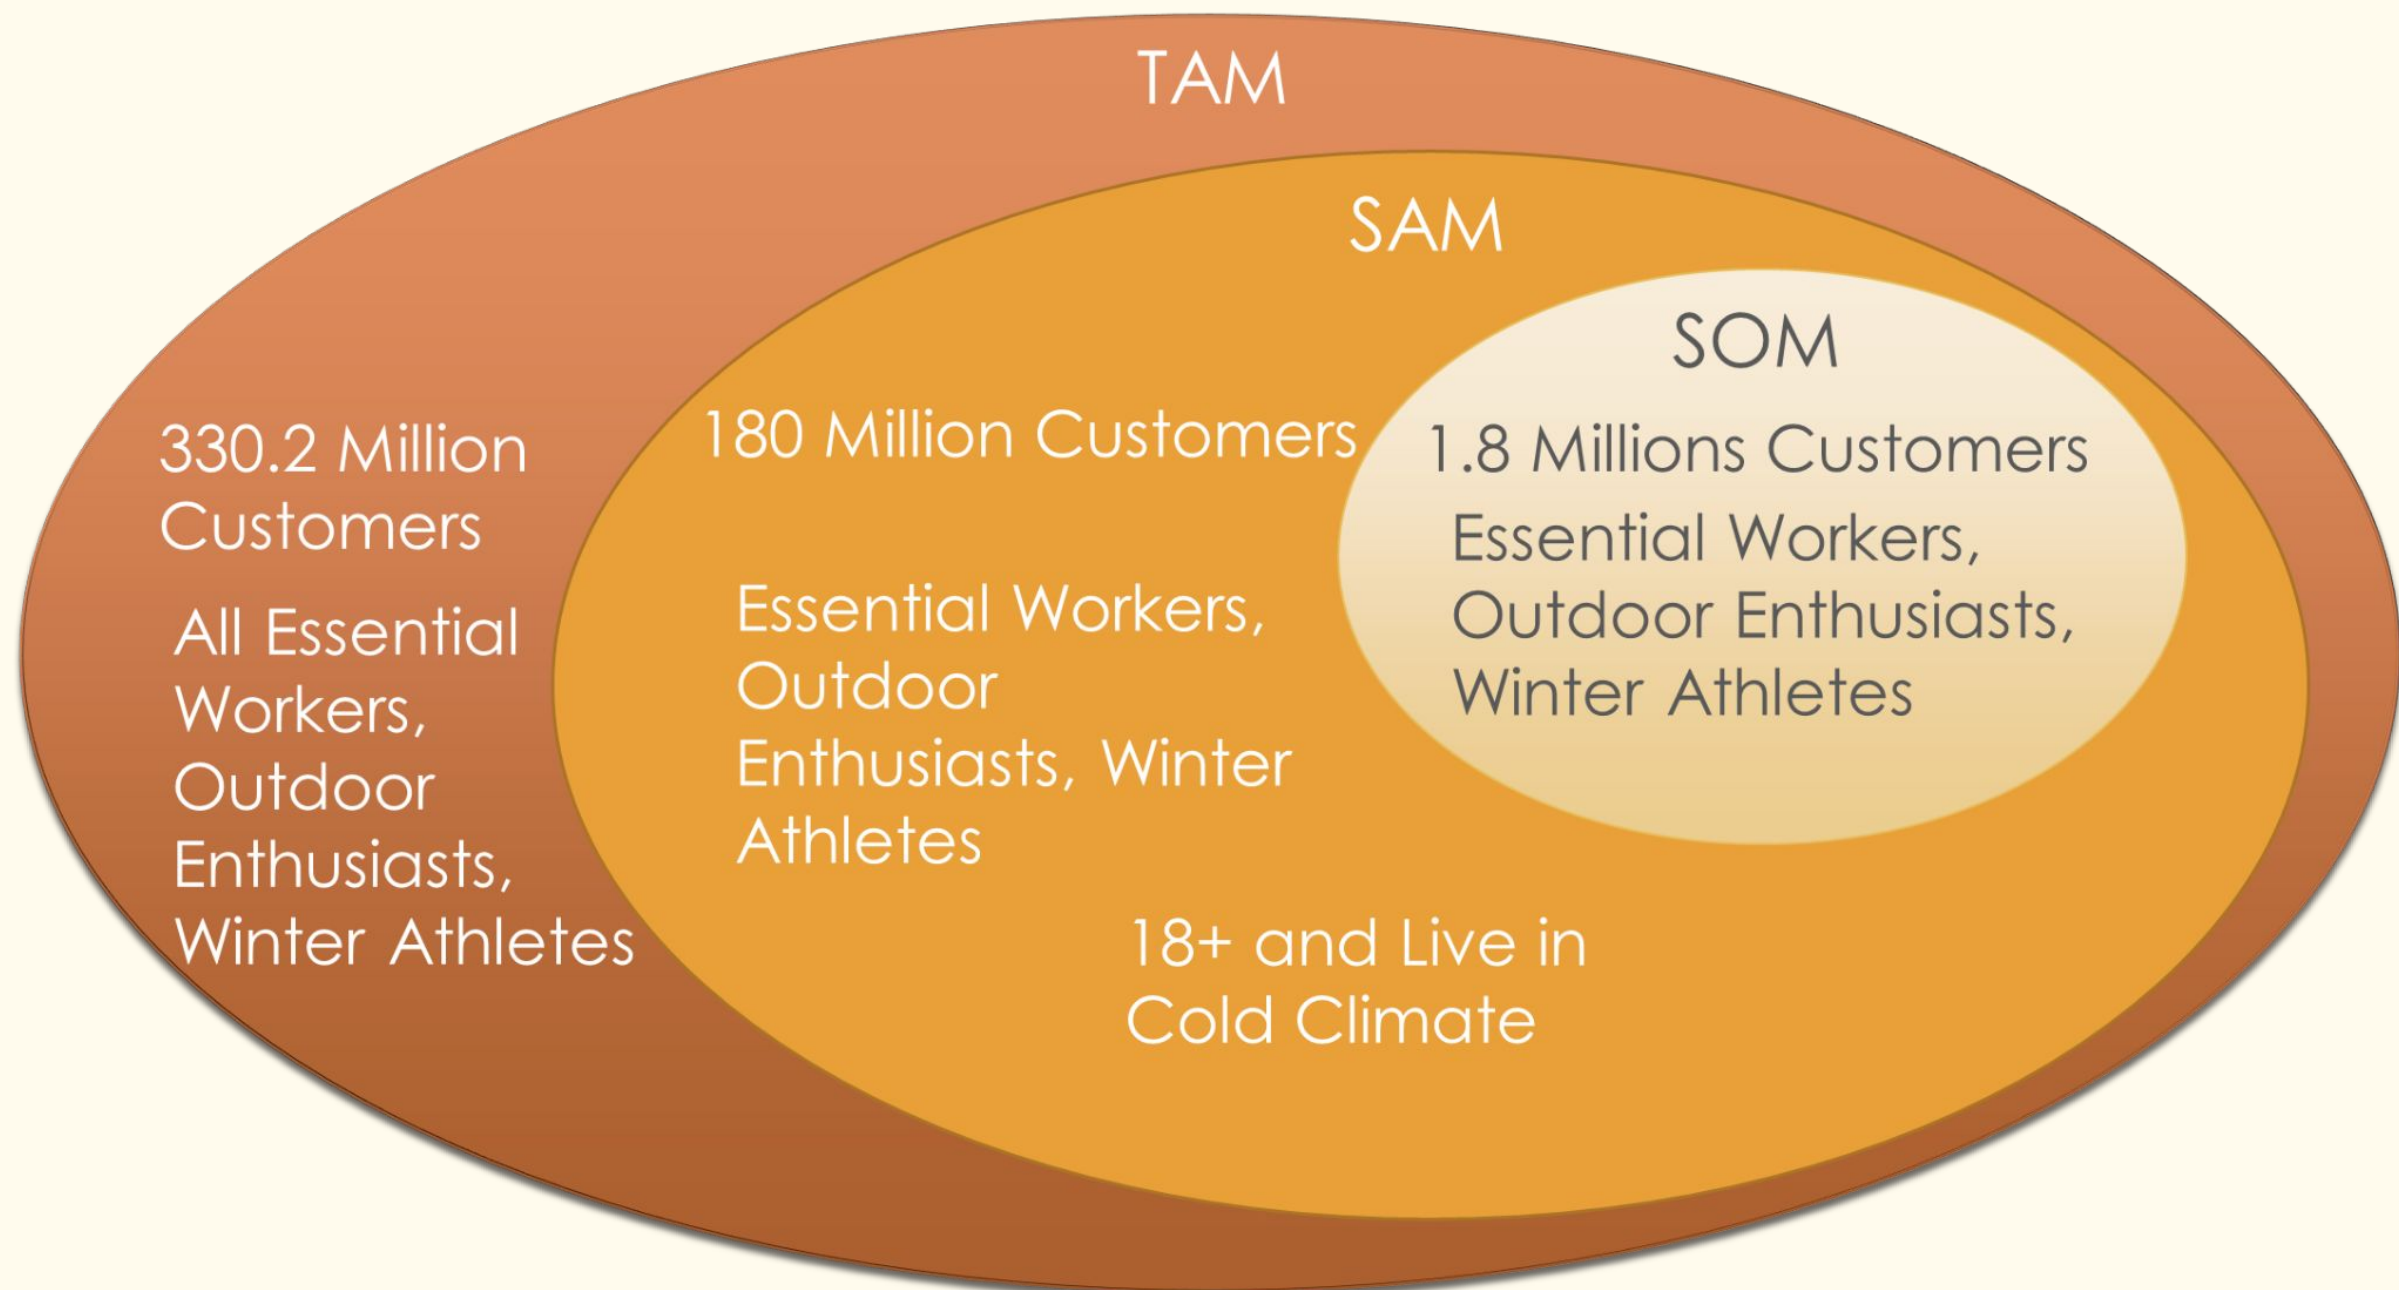 TAM
SAM
SOM
330.2 Million
Customers
All Essential
Workers,
Outdoor
Enthusiasts,
Winter Athletes
180 Million Customers
Essential Workers,
Outdoor
Enthusiasts, Winter
Athletes
18+ and Live in
Cold Climate
1.8 Millions Customers
Essential Workers,
Outdoor Enthusiasts,
Winter Athletes